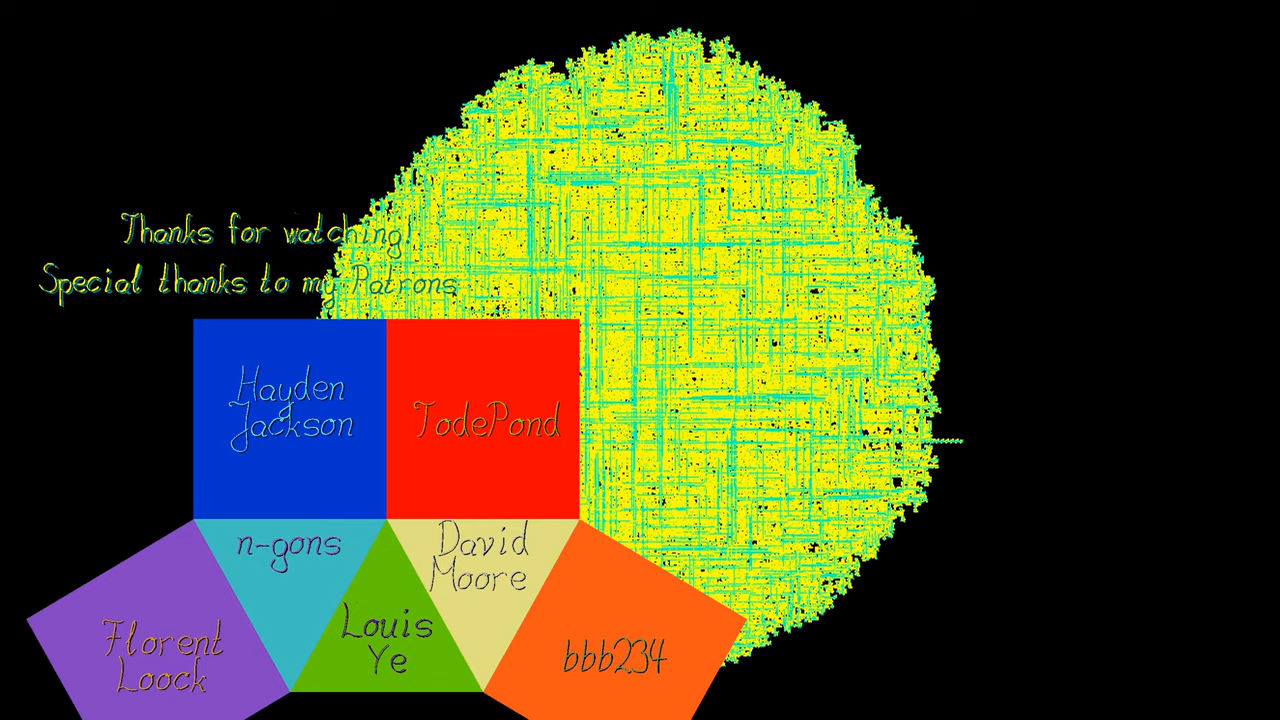 Thanks for watching!
Special thanks to my Patrons
Hayden
Jackson
TodePond
n-gons
David
Moore
Louis
Ye
Florent
Loock
bbb234